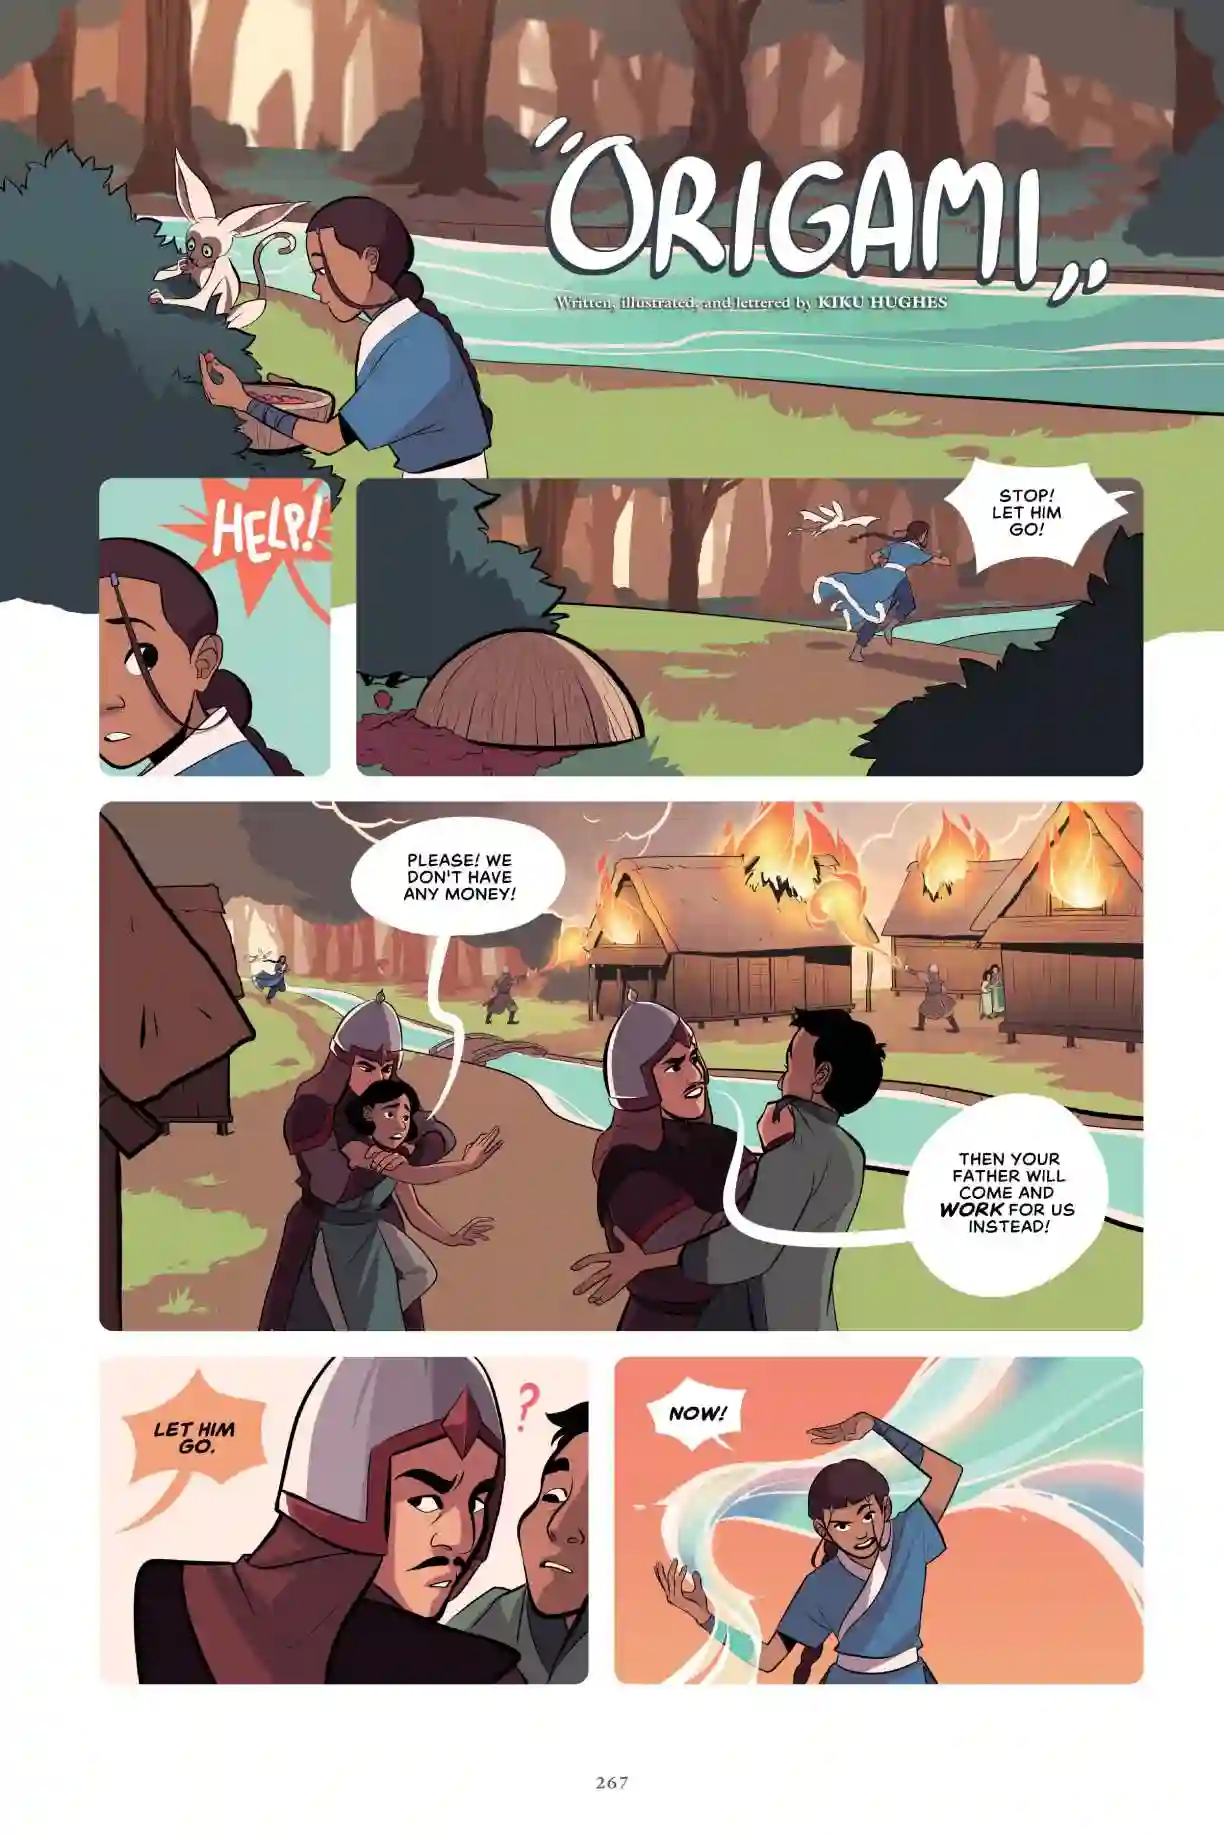 "ORIGAMI"
Written, illustrated, and lettered by KIKU HUGHES
HELP!
STOP!
LET HIM
GO!
PLEASE! WE
DON'T HAVE
ANY MONEY!
THEN YOUR
FATHER WILL
COME AND
WORK FOR US
INSTEAD!
LET HIM
GO.
?
NOW!
267